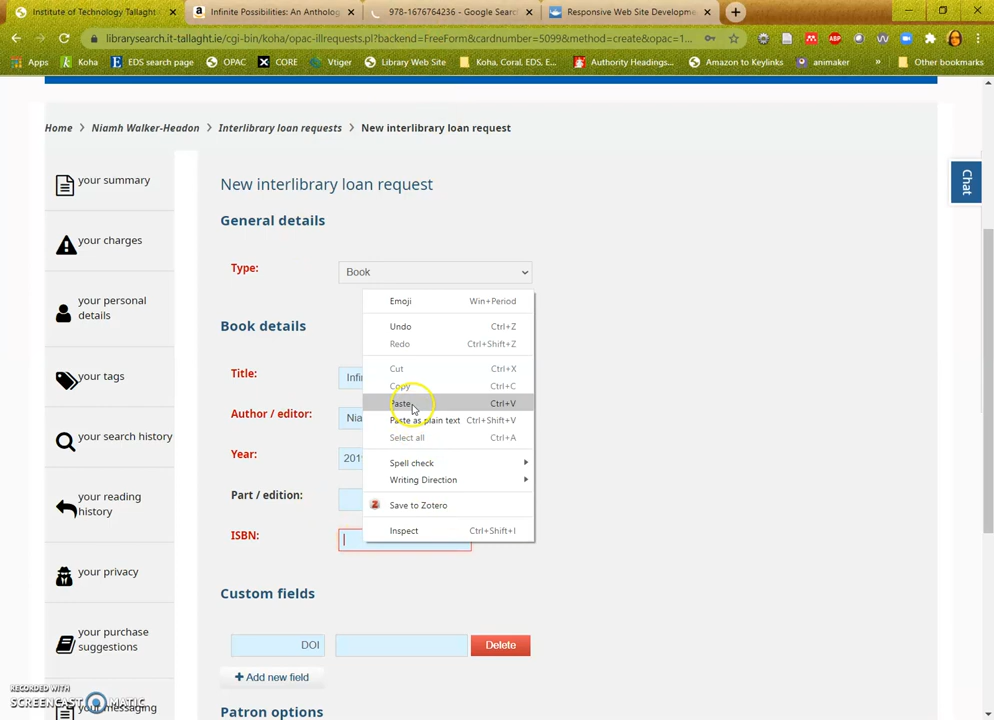 Institute of Technology Tallaght
Infinite Possibilities: An Antholog
978-1676764236 - Google Search
Responsive Web Site Developme
librarysearch.it-tallaght.ie/cgi-bin/koha/opac-illrequests.pl?backend=FreeForm&cardnumber=5099&method=create&opac=1...
Apps
Koha
EDS search page
OPAC
CORE
Vtiger
Library Web Site
Koha, Coral, EDS, E...
Authority Headings...
Amazon to Keylinks
animaker
»
Other bookmarks
Home > Niamh Walker-Headon > Interlibrary loan requests > New interlibrary loan request
Chat
your summary
your charges
your personal
details
your tags
your search history
your reading
history
your privacy
your purchase
suggestions
your messaging
New interlibrary loan request
General details
Type:
Book
Book details
Title:
Infi
Author / editor:
Nia
Year:
201
Part / edition:
ISBN:
Emoji Win+Period
Undo Ctrl+Z
Redo Ctrl+Shift+Z
Cut Ctrl+X
Copy Ctrl+C
Paste Ctrl+V
Paste as plain text Ctrl+Shift+V
Select all Ctrl+A
Spell check
Writing Direction
Save to Zotero
Inspect Ctrl+Shift+I
Custom fields
DOI
Delete
+ Add new field
Patron options
RECORDED WITH
SCREENCAST MATIC